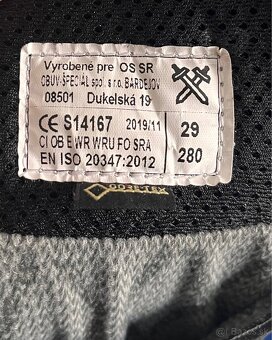 Vyrobené pre OS SR
OBUV-ŠPECIÁL spol. s r.o. BARDEJOV
08501 Dukelská 19
CE S14167 2019/11
CI OB E WR WRU FO SRA
EN ISO 20347:2012
29
280
GORE-TEX